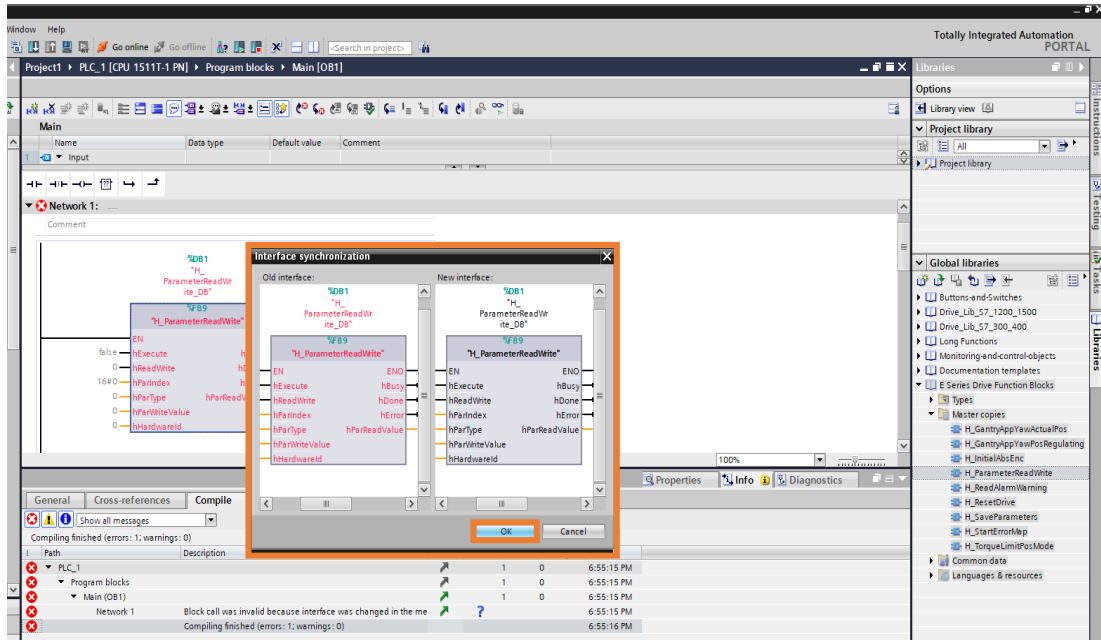 Window Help
Totally Integrated Automation
PORTAL
Go online Go offline <Search in project>
Project1 PLC_1 [CPU 1511T-1 PN] Program blocks Main [OB1]
Libraries
Options
Library view
Main
Name Data type Default value Comment
1 Input
Project library
All
Project library
Network 1: .....
Comment
%DB1
"H_
ParameterReadWr
ite_DB"
%FB9
"H_ParameterReadWrite"
EN
false hExecute
0 hReadWrite
16#0 hParIndex
0 hParType hParReadV
0 hParWriteValue
0 hHardwareId
Interface synchronization
Old interface:
%DB1
"H_
ParameterReadWr
ite_DB"
%FB9
"H_ParameterReadWrite"
EN ENO
hExecute hBusy
hReadWrite hDone
hParIndex hError
hParType hParReadValue
hParWriteValue
hHardwareId
New interface:
%DB1
"H_
ParameterReadWr
ite_DB"
%FB9
"H_ParameterReadWrite"
EN ENO
hExecute hBusy
hReadWrite hDone
hParIndex hError
hParType hParReadValue
hParWriteValue
hHardwareId
OK Cancel
100%
Properties Info Diagnostics
General Cross-references Compile
Show all messages
Compiling finished (errors: 1; warnings: 0)
! Path Description
PLC_1 1 0 6:55:15 PM
Program blocks 1 0 6:55:15 PM
Main (OB1) 1 0 6:55:15 PM
Network 1 Block call was invalid because interface was changed in the me ? 6:55:15 PM
Compiling finished (errors: 1; warnings: 0) 6:55:16 PM
Global libraries
Buttons-and-Switches
Drive_Lib_S7_1200_1500
Drive_Lib_S7_300_400
Long Functions
Monitoring-and-control-objects
Documentation templates
E Series Drive Function Blocks
Types
Master copies
H_GantryAppYawActualPos
H_GantryAppYawPosRegulating
H_InitialAbsEnc
H_ParameterReadWrite
H_ReadAlarmWarning
H_ResetDrive
H_SaveParameters
H_StartErrorMap
H_TorqueLimitPosMode
Common data
Languages & resources
Instructions
Testing
Tasks
Libraries